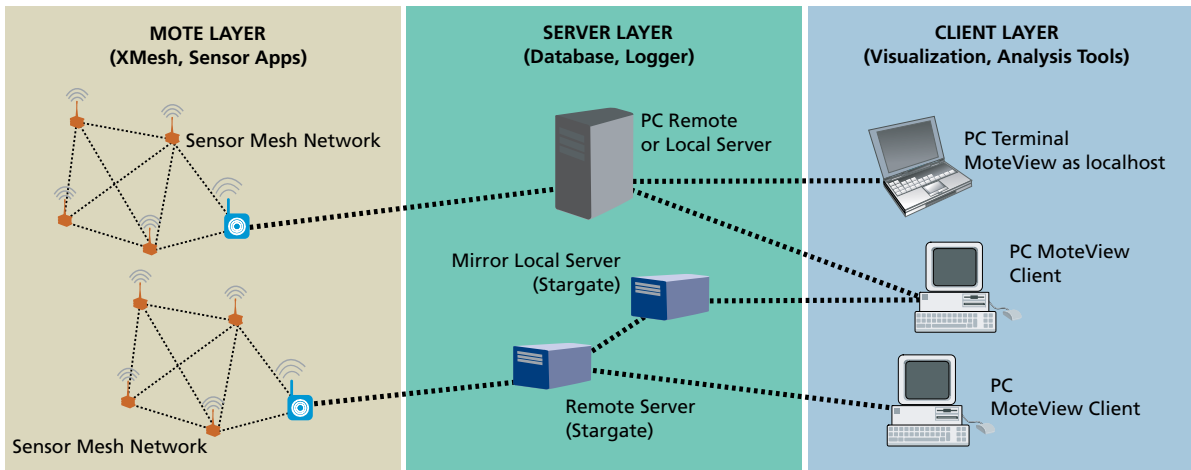 MOTE LAYER
(XMesh, Sensor Apps)
Sensor Mesh Network
Sensor Mesh Network
SERVER LAYER
(Database, Logger)
PC Remote
or Local Server
Mirror Local Server
(Stargate)
Remote Server
(Stargate)
CLIENT LAYER
(Visualization, Analysis Tools)
PC Terminal
MoteView as localhost
PC MoteView
Client
PC
MoteView Client